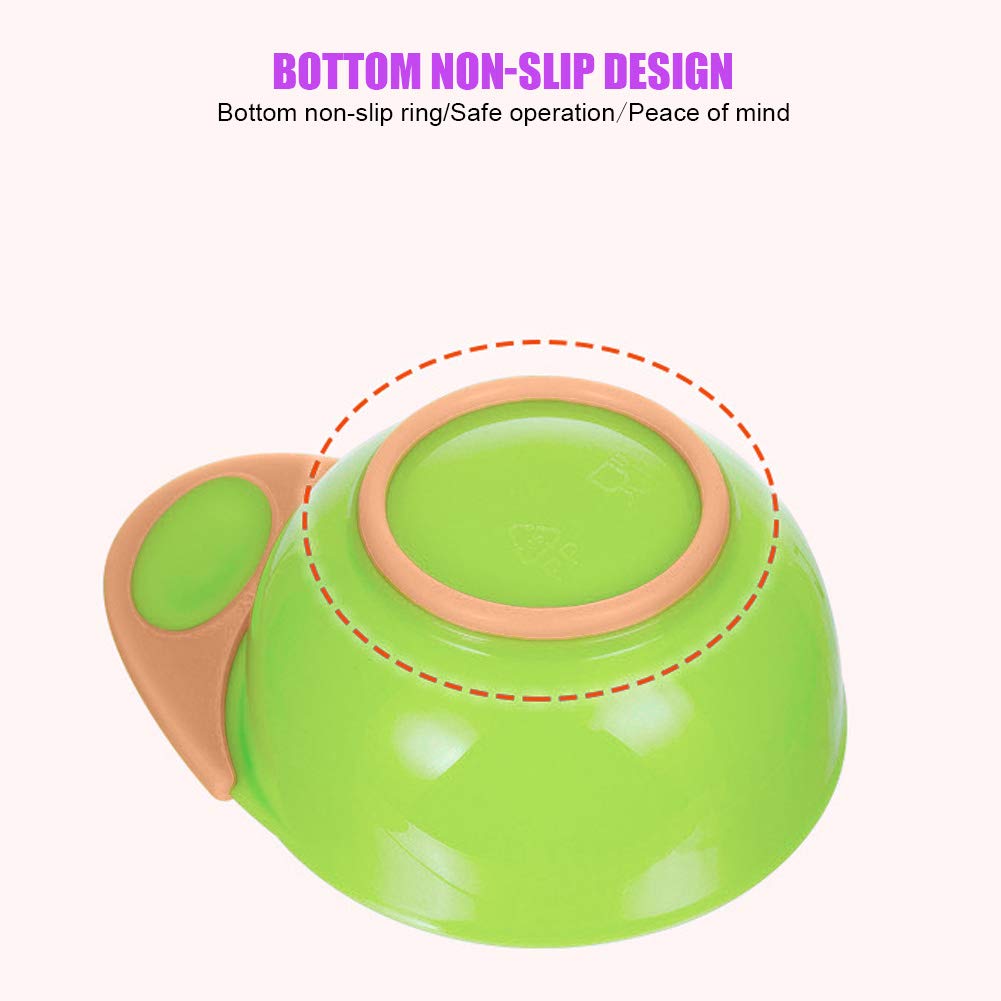 BOTTOM NON-SLIP DESIGN
Bottom non-slip ring/Safe operation/Peace of mind